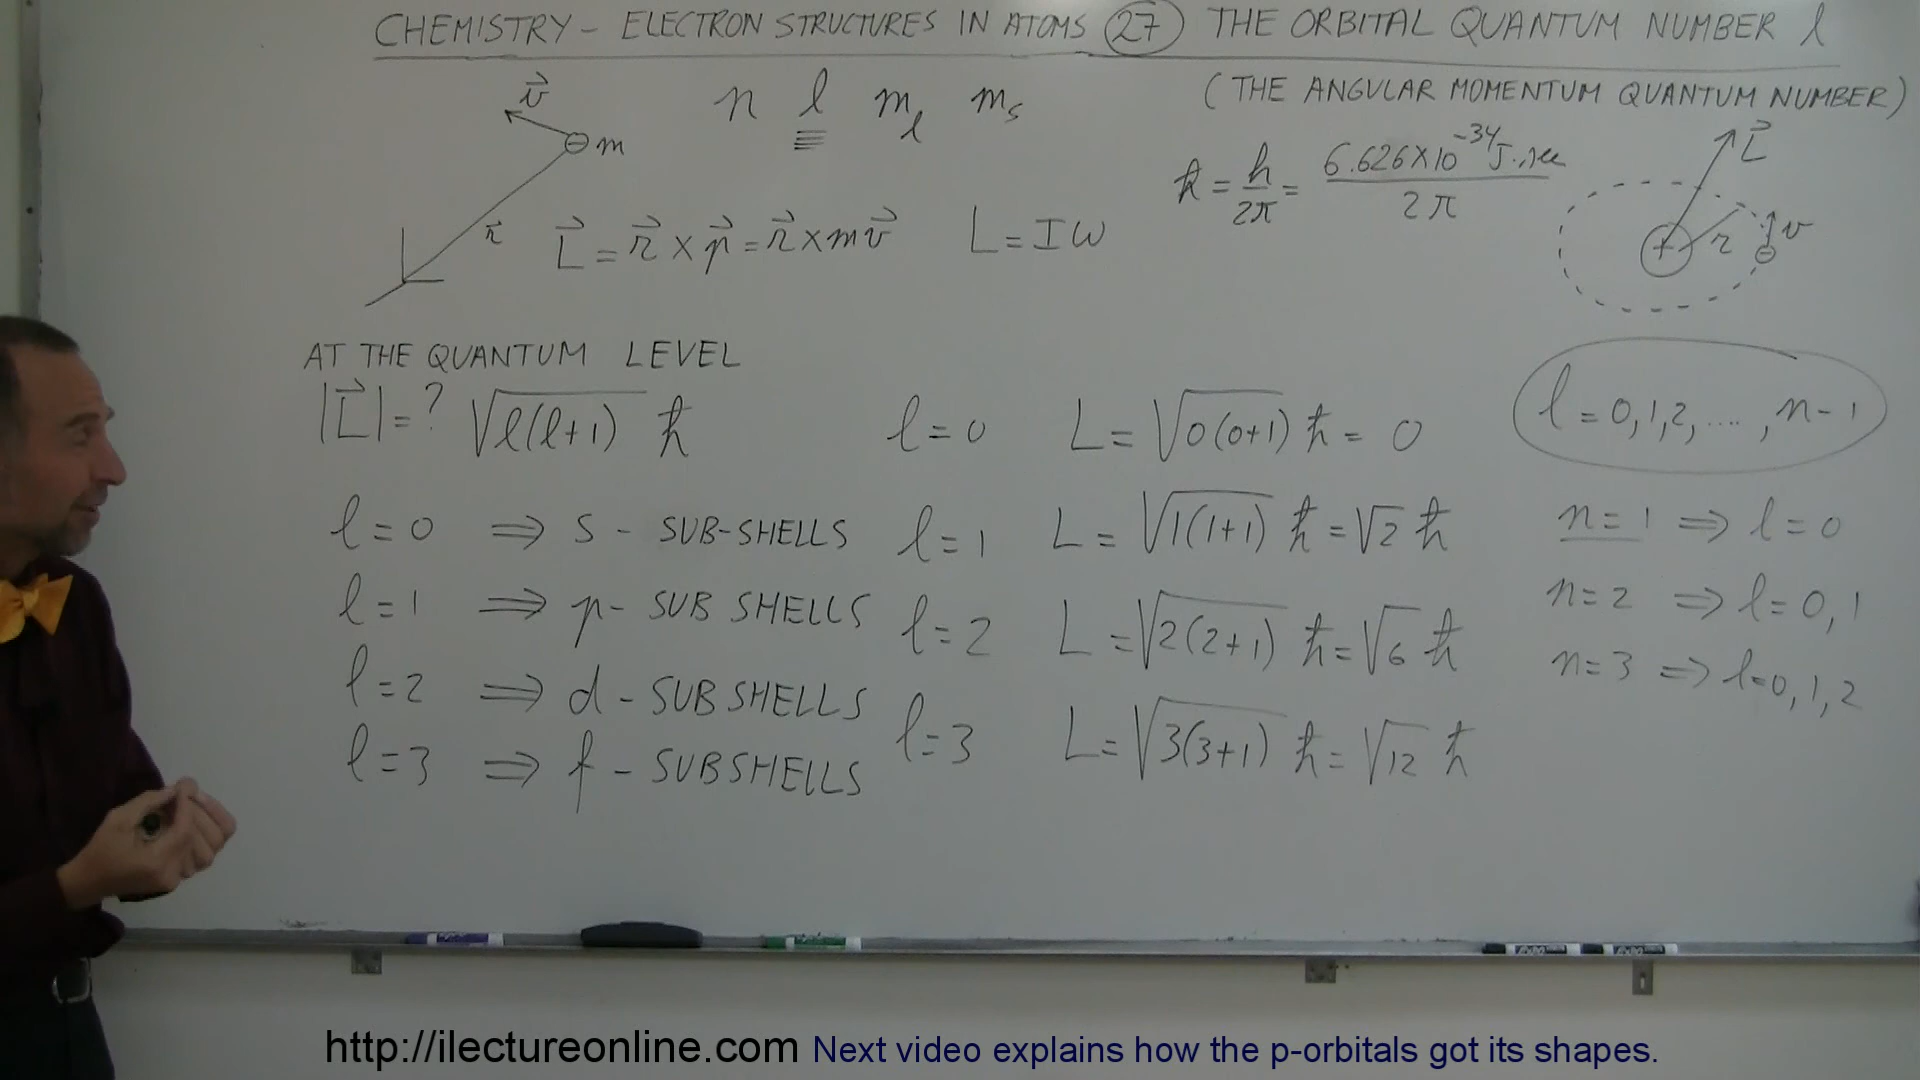 CHEMISTRY - ELECTRON STRUCTURES IN ATOMS 27 THE ORBITAL QUANTUM NUMBER l
(THE ANGULAR MOMENTUM QUANTUM NUMBER)
n l m_l m_s
v⃗
m
r⃗
L⃗ = r⃗ × p⃗ = r⃗ × mv⃗ L = Iω
ħ = h/2π = 6.626×10⁻³⁴ J·sec / 2π
L⃗
+ r v
AT THE QUANTUM LEVEL
|L⃗| = ? √l(l+1) ħ
l=0 ⇒ s - SUB-SHELLS
l=1 ⇒ p - SUB SHELLS
l=2 ⇒ d - SUBSHELLS
l=3 ⇒ f - SUBSHELLS
l=0 L = √0(0+1) ħ = 0
l=1 L = √1(1+1) ħ = √2 ħ
l=2 L = √2(2+1) ħ = √6 ħ
l=3 L = √3(3+1) ħ = √12 ħ
l = 0, 1, 2, ...., n-1
n=1 ⇒ l=0
n=2 ⇒ l=0, 1
n=3 ⇒ l=0, 1, 2
EXPO EXPO
http://ilectureonline.com Next video explains how the p-orbitals got its shapes.